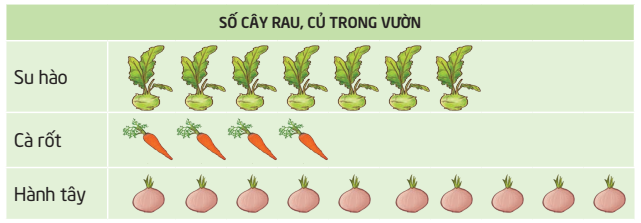 SỐ CÂY RAU, CỦ TRONG VƯỜN
Su hào
Cà rốt
Hành tây